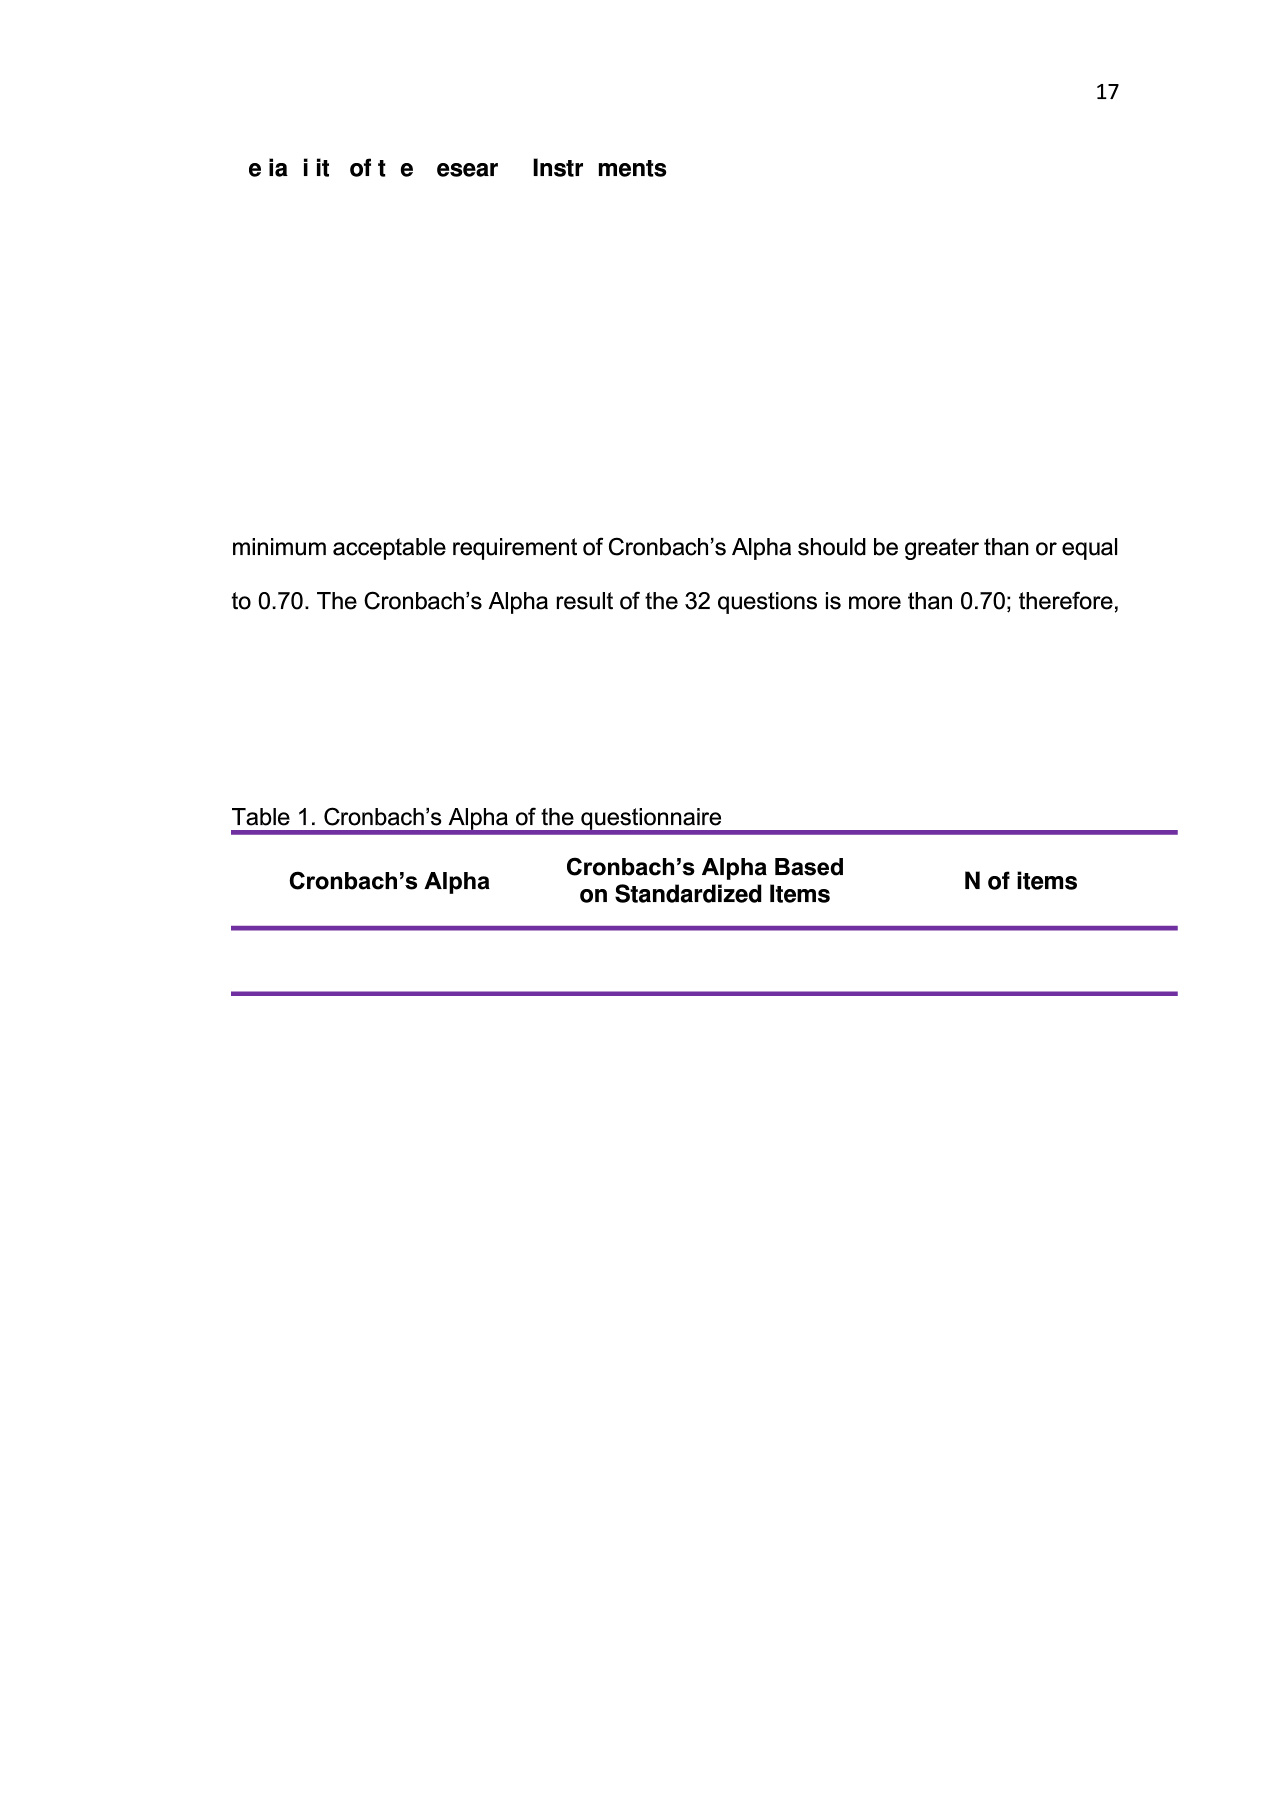 17
e ia i it of t e esear Instr ments
minimum acceptable requirement of Cronbach’s Alpha should be greater than or equal
to 0.70. The Cronbach’s Alpha result of the 32 questions is more than 0.70; therefore,
Table 1. Cronbach’s Alpha of the questionnaire
Cronbach’s Alpha
Cronbach’s Alpha Based
on Standardized Items
N of items